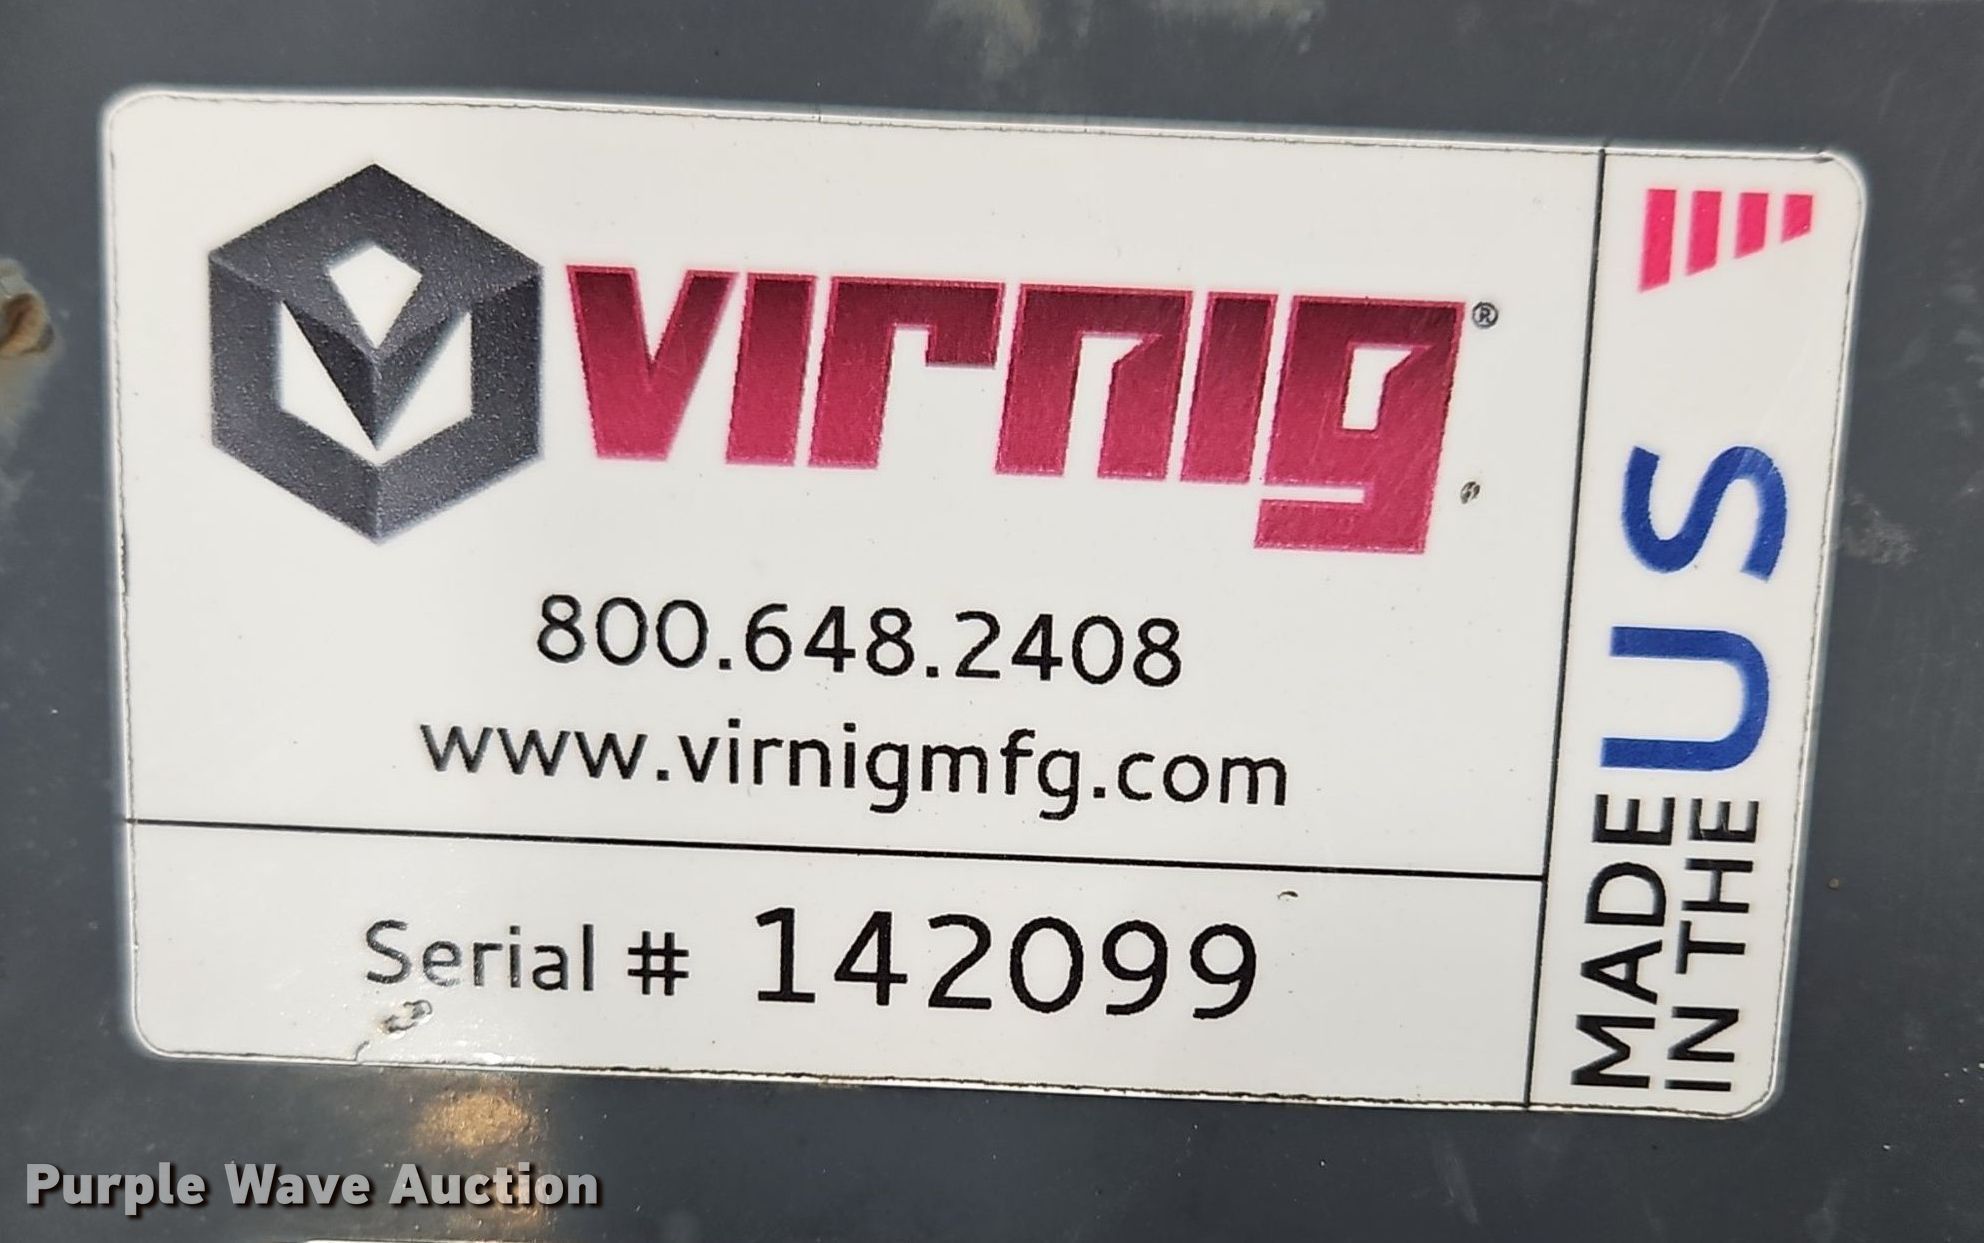 virnig®
800.648.2408
www.virnigmfg.com
Serial # 142099
MADE
IN THE
US
Purple Wave Auction